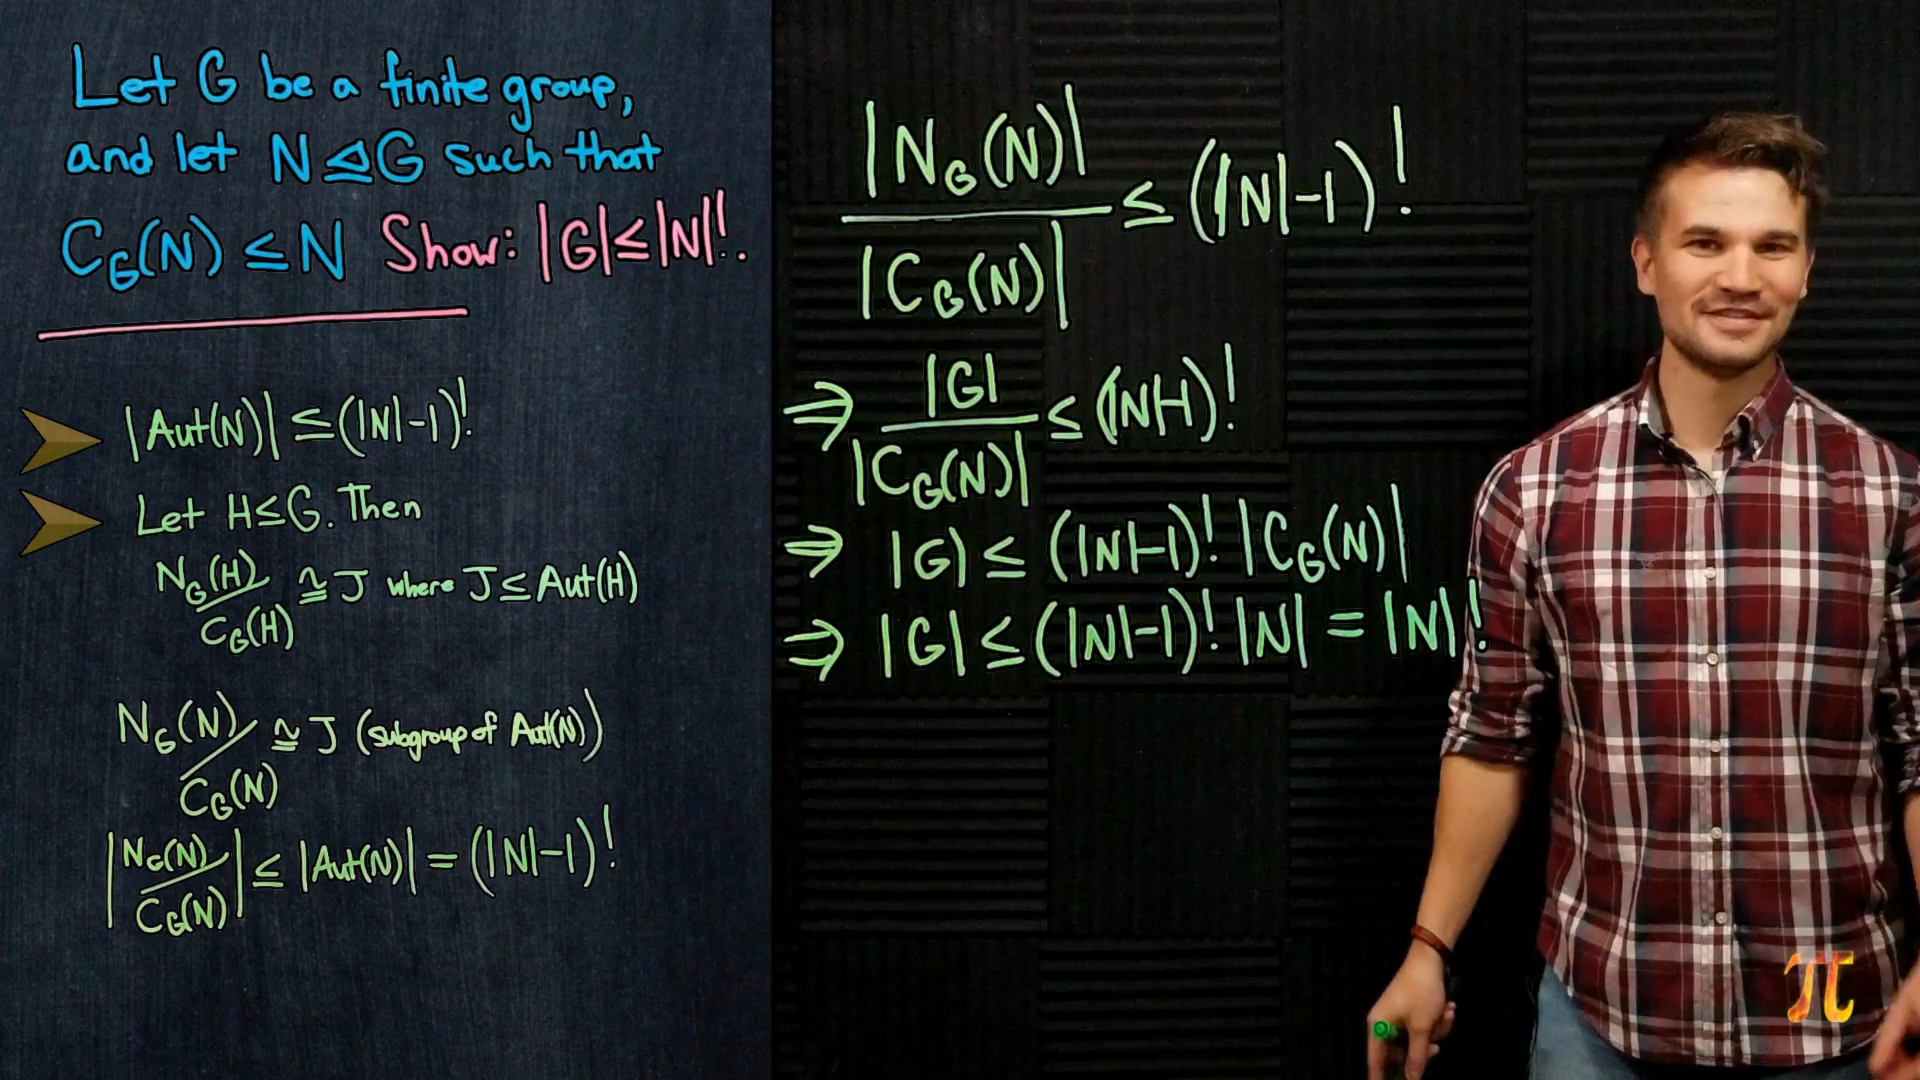 Let G be a finite group,
and let N ⊴ G such that
C_G(N) ≤ N Show: |G| ≤ |N|!.
|Aut(N)| ≤ (|N|-1)!
Let H ≤ G. Then
N_G(H)/C_G(H) ≅ J where J ≤ Aut(H)
N_G(N)/C_G(N) ≅ J (subgroup of Aut(N))
|N_G(N)/C_G(N)| ≤ |Aut(N)| = (|N|-1)!
|N_G(N)|/|C_G(N)| ≤ (|N|-1)!
⇒ |G|/|C_G(N)| ≤ (|N|-1)!
⇒ |G| ≤ (|N|-1)! |C_G(N)|
⇒ |G| ≤ (|N|-1)! |N| = |N|!
π